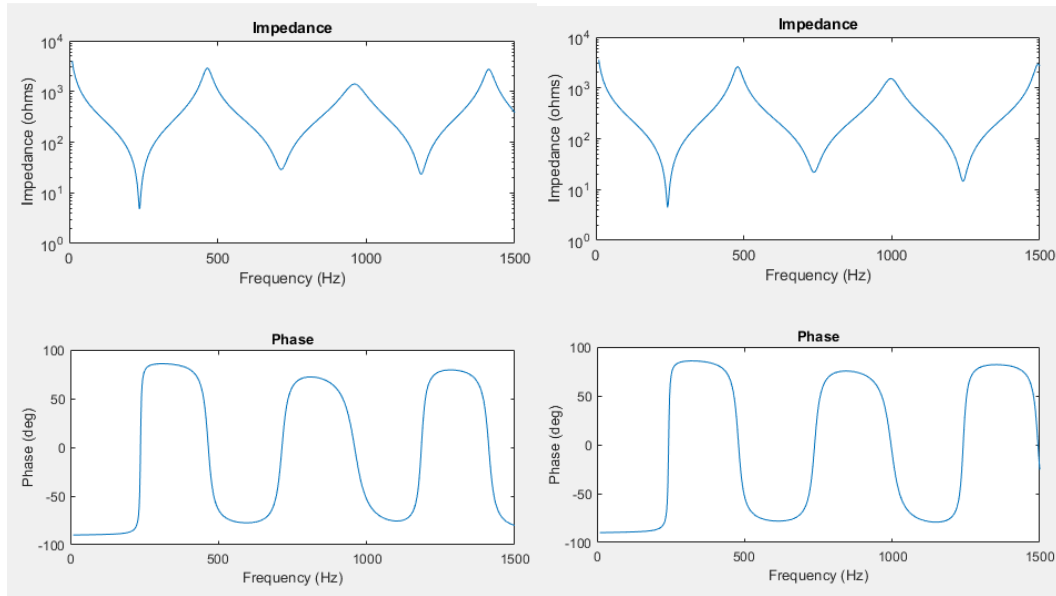 Impedance
10^4
10^3
10^2
10^1
10^0
Impedance (ohms)
0 500 1000 1500
Frequency (Hz)
Phase
100
50
0
-50
-100
Phase (deg)
0 500 1000 1500
Frequency (Hz)
Impedance
10^4
10^3
10^2
10^1
10^0
Impedance (ohms)
0 500 1000 1500
Frequency (Hz)
Phase
100
50
0
-50
-100
Phase (deg)
0 500 1000 1500
Frequency (Hz)